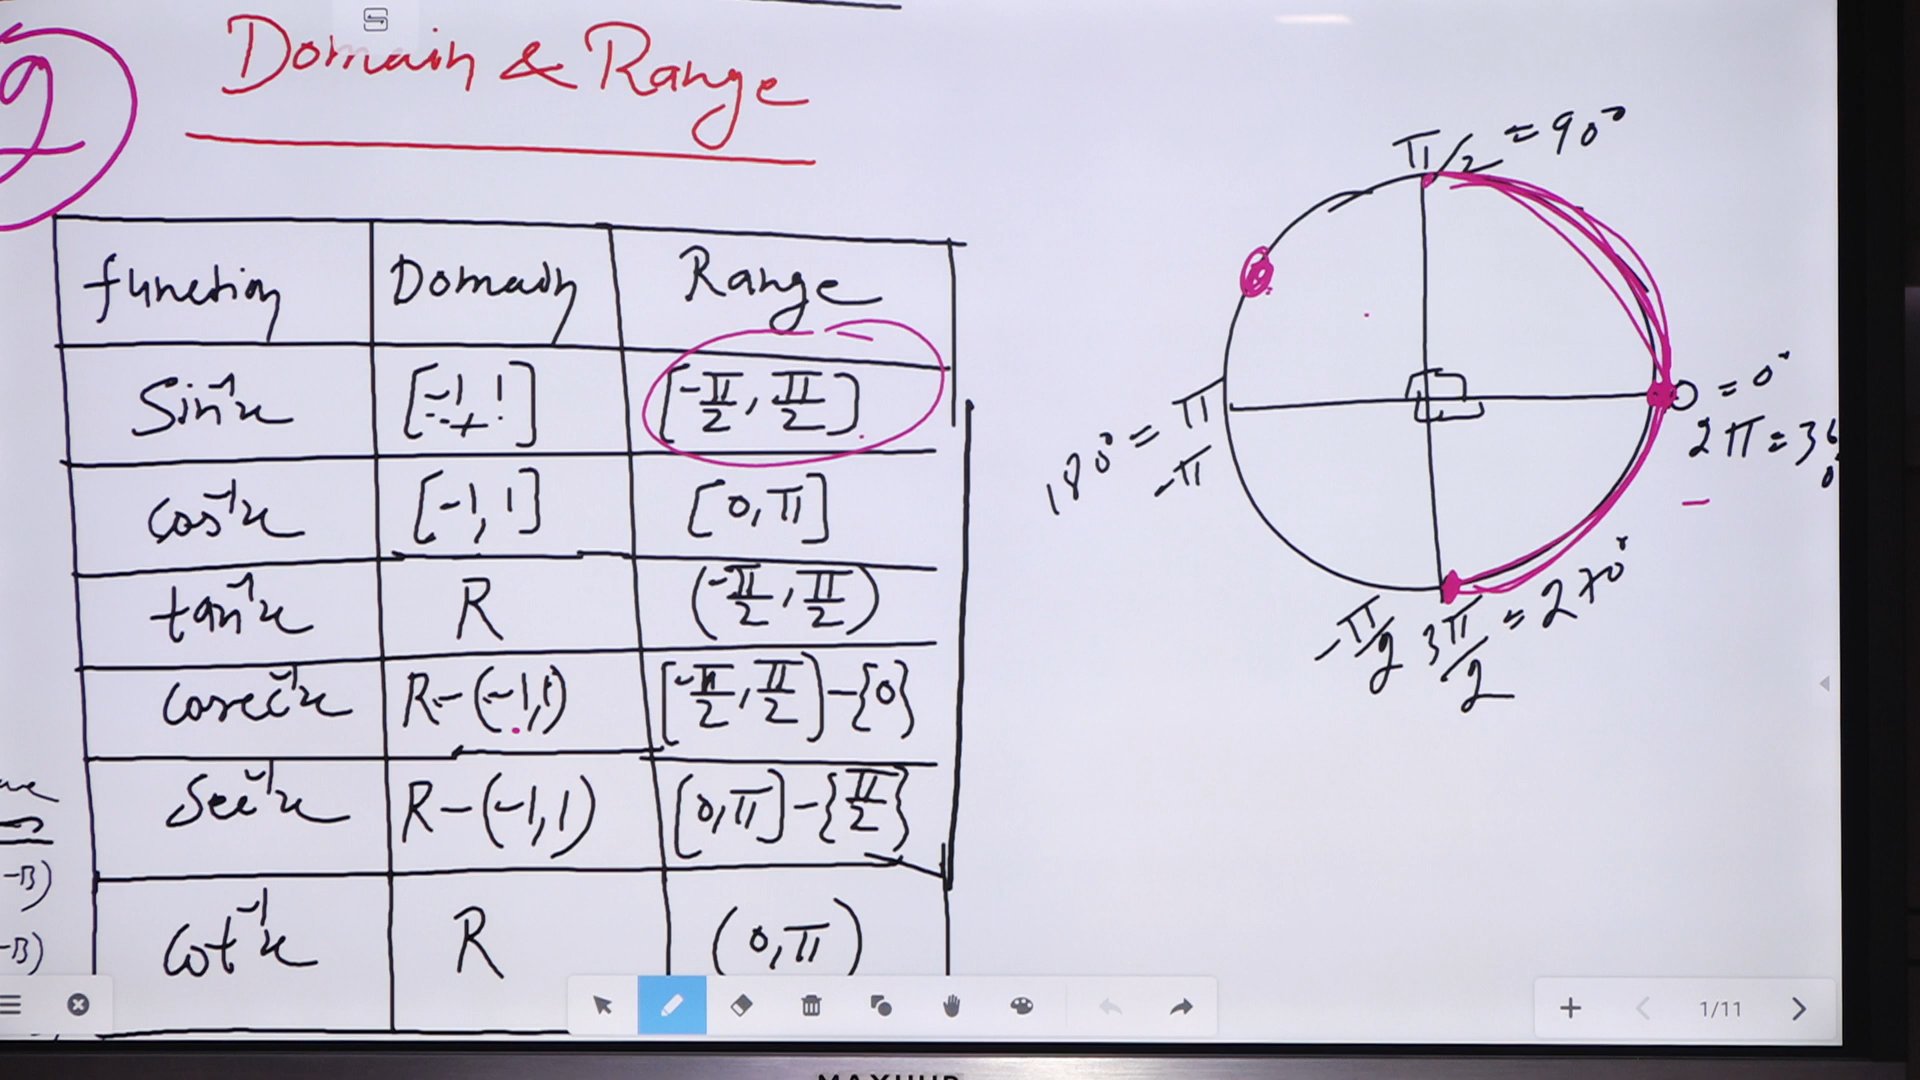 2
Domain & Range
function Domain Range
Sin⁻¹x [-1, 1] [-π/2, π/2]
Cos⁻¹x [-1, 1] [0, π]
tan⁻¹x R (-π/2, π/2)
Cosec⁻¹x R-(-1,1) [-π/2, π/2]-{0}
Sec⁻¹x R-(-1,1) [0,π]-{π/2}
Cot⁻¹x R (0,π)
-B)
-B)
π/2 = 90°
0 = 0°
2π = 360
180° = π
-π
-π/2 3π/2 = 270°
1/11